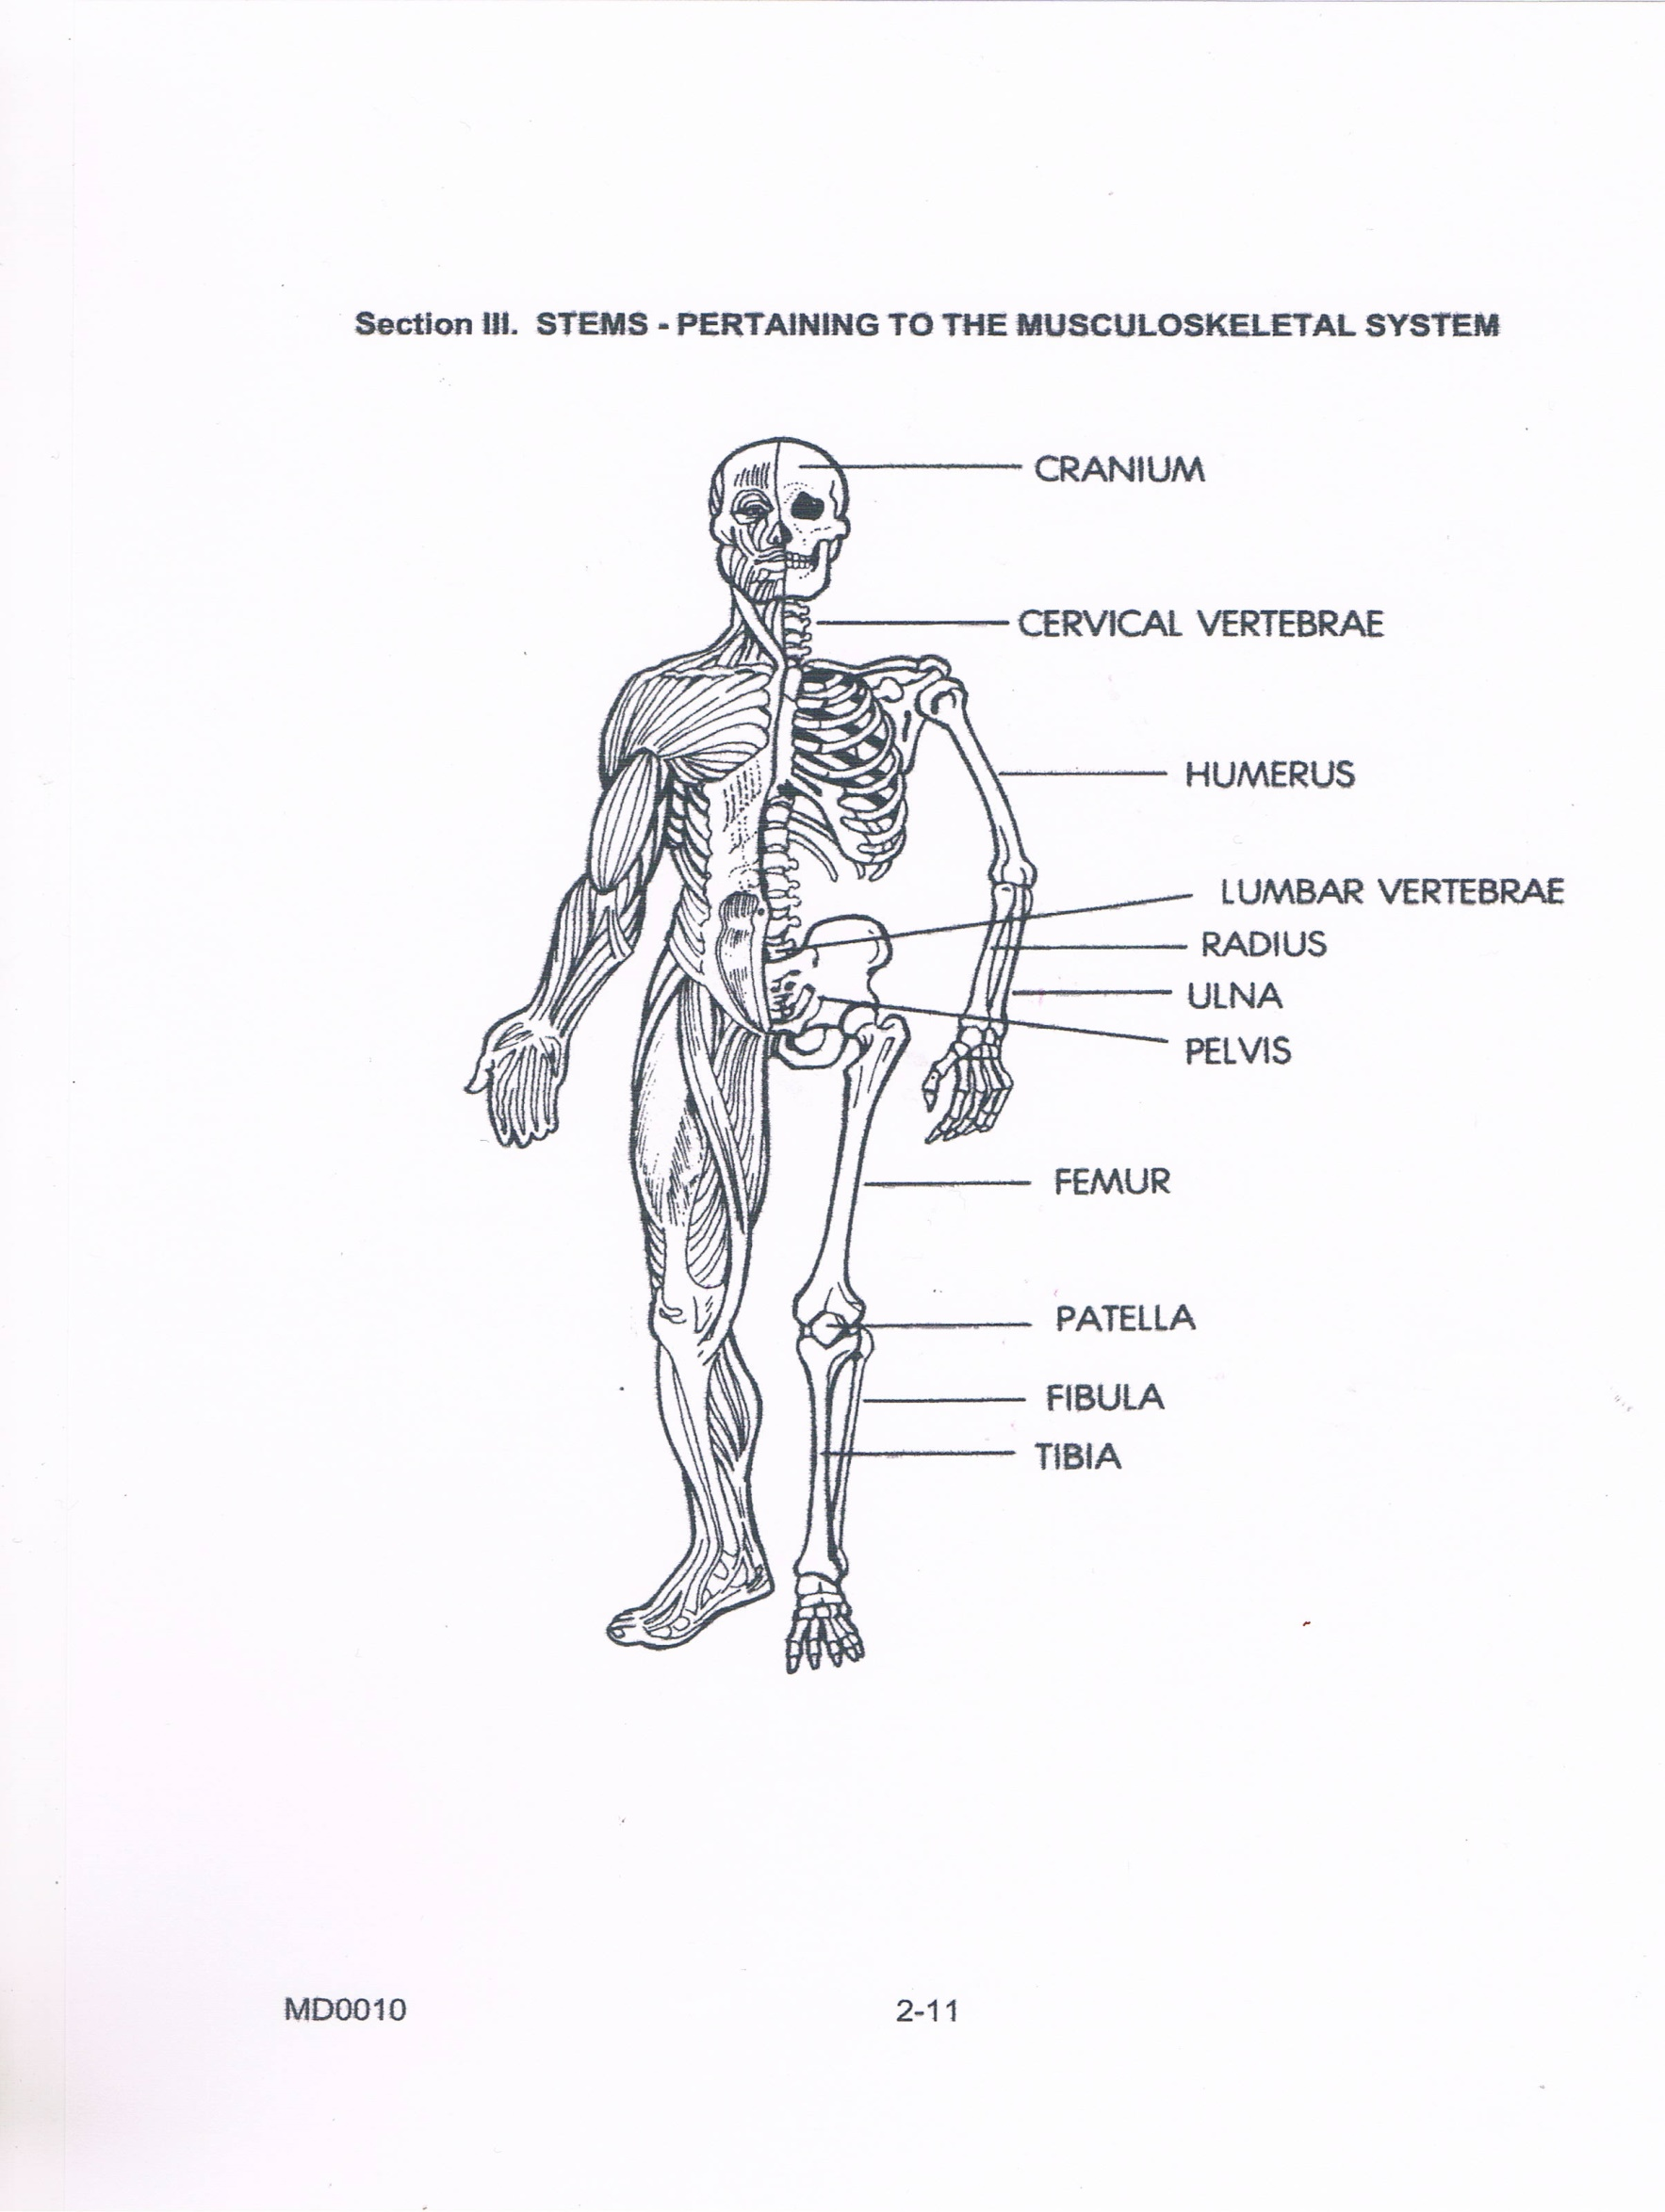 Section III. STEMS - PERTAINING TO THE MUSCULOSKELETAL SYSTEM
CRANIUM
CERVICAL VERTEBRAE
HUMERUS
LUMBAR VERTEBRAE
RADIUS
ULNA
PELVIS
FEMUR
PATELLA
FIBULA
TIBIA
MD0010
2-11